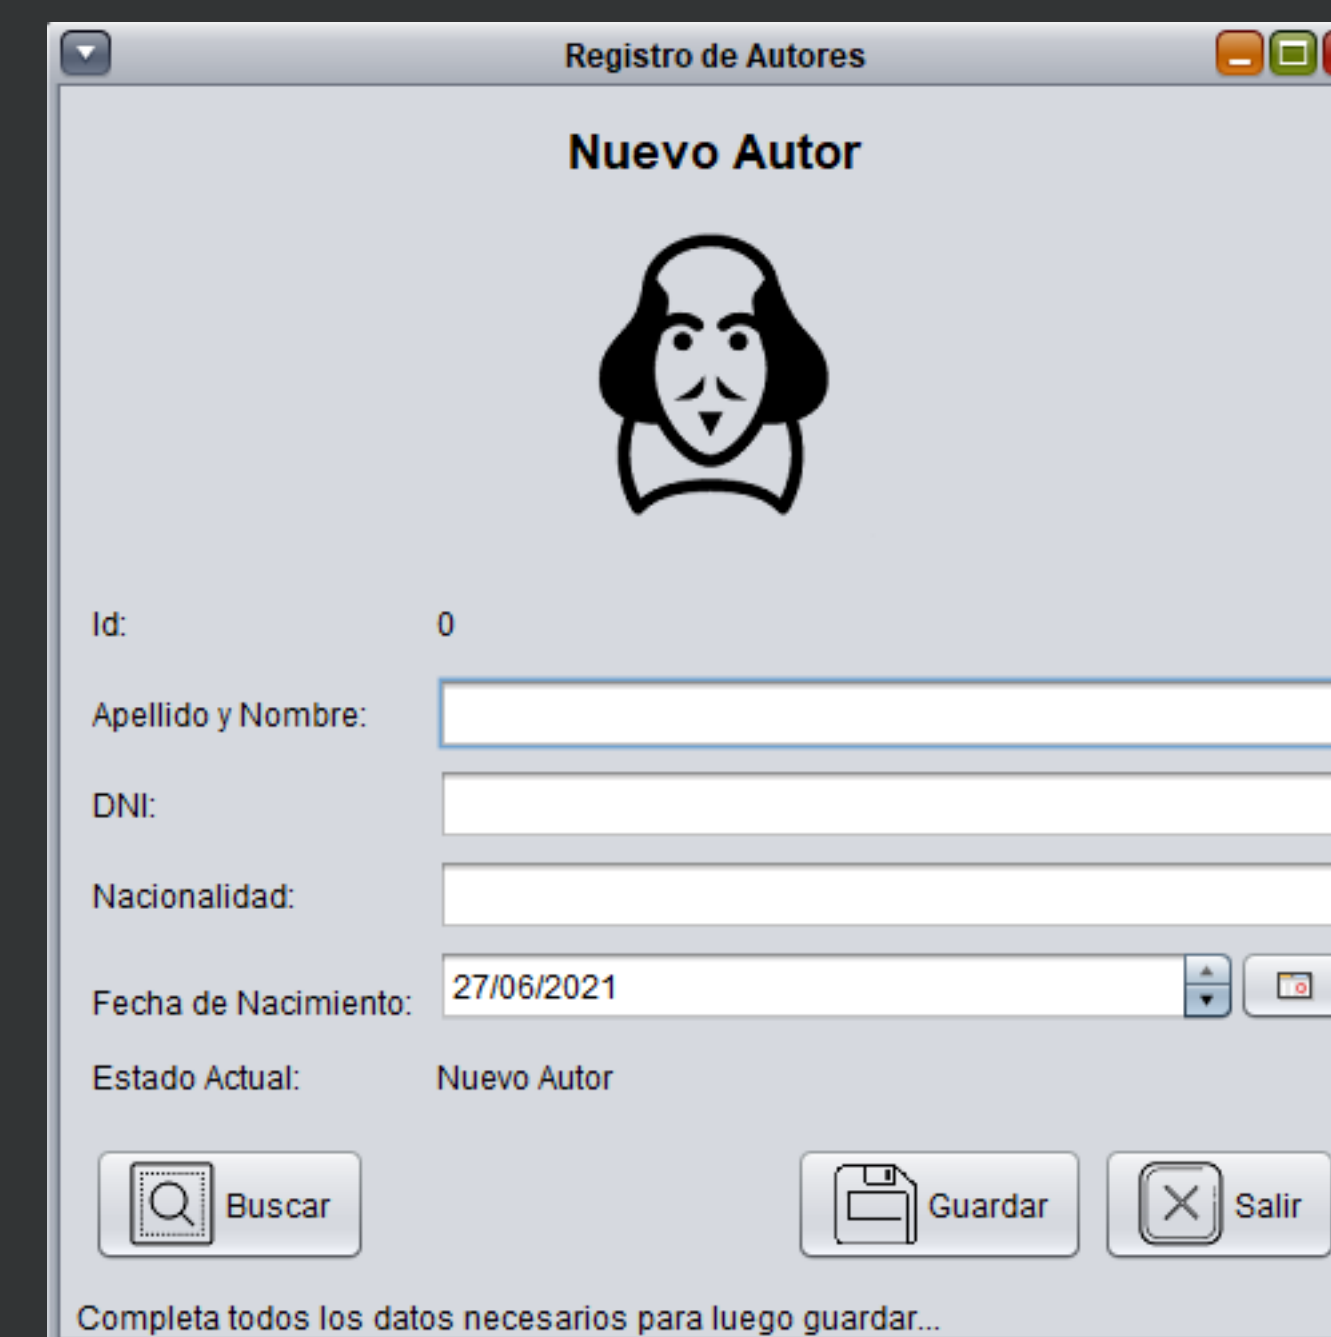 Registro de Autores
Nuevo Autor
Id: 0
Apellido y Nombre:
DNI:
Nacionalidad:
Fecha de Nacimiento: 27/06/2021
Estado Actual: Nuevo Autor
Buscar Guardar Salir
Completa todos los datos necesarios para luego guardar...